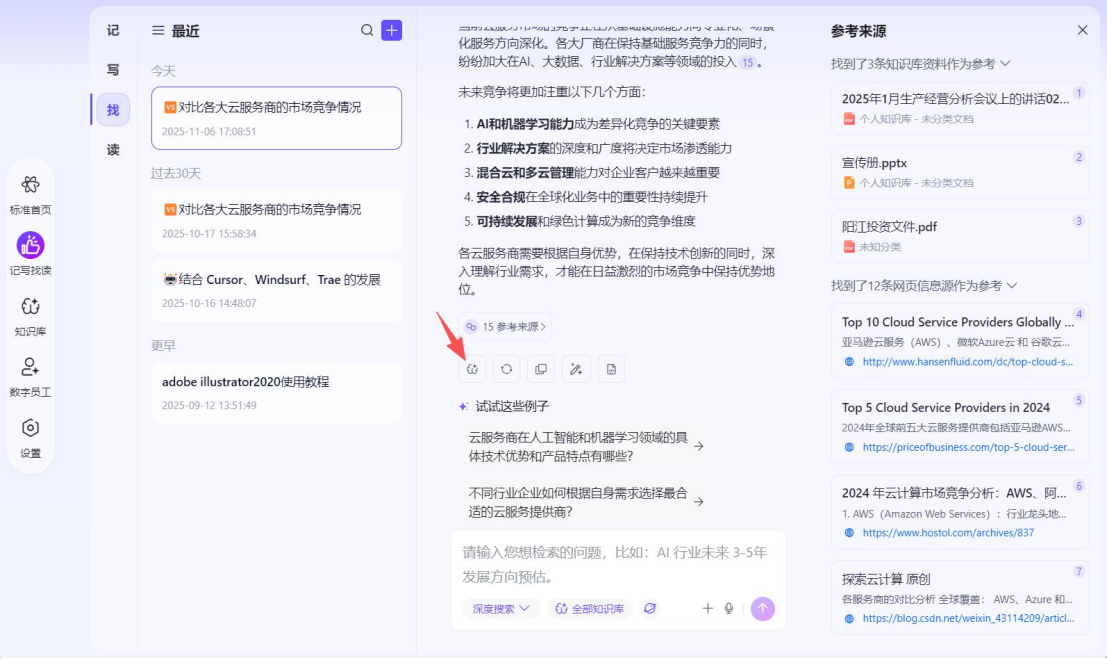 标准首页
记写找读
知识库
数字员工
设置
记
写
找
读
最近
今天
对比各大云服务商的市场竞争情况
2025-11-06 17:08:51
过去30天
对比各大云服务商的市场竞争情况
2025-10-17 15:58:34
结合 Cursor、Windsurf、Trae 的发展
2025-10-16 14:48:07
更早
adobe illustrator2020使用教程
2025-09-12 13:51:49
化服务方向深化。各大厂商在保持基础服务竞争力的同时，
纷纷加大在AI、大数据、行业解决方案等领域的投入 15 。
未来竞争将更加注重以下几个方面：
1. AI和机器学习能力成为差异化竞争的关键要素
2. 行业解决方案的深度和广度将决定市场渗透能力
3. 混合云和多云管理能力对企业客户越来越重要
4. 安全合规在全球化业务中的重要性持续提升
5. 可持续发展和绿色计算成为新的竞争维度
各云服务商需要根据自身优势，在保持技术创新的同时，深
入理解行业需求，才能在日益激烈的市场竞争中保持优势地
位。
15 参考来源
试试这些例子
云服务商在人工智能和机器学习领域的具
体技术优势和产品特点有哪些?
不同行业企业如何根据自身需求选择最合
适的云服务提供商?
请输入您想检索的问题，比如：AI 行业未来 3-5年
发展方向预估。
深度搜索 全部知识库
参考来源
找到了3条知识库资料作为参考
2025年1月生产经营分析会议上的讲话02... 1
个人知识库 - 未分类文档
宣传册.pptx 2
个人知识库 - 未分类文档
阳江投资文件.pdf 3
未知分类
找到了12条网页信息源作为参考
Top 10 Cloud Service Providers Globally ... 4
亚马逊云服务（AWS）、微软Azure云 和 谷歌云...
http://www.hansenfluid.com/dc/top-cloud-s...
Top 5 Cloud Service Providers in 2024 5
2024年全球前五大云服务提供商包括亚马逊AWS...
https://priceofbusiness.com/top-5-cloud-ser...
2024 年云计算市场竞争分析：AWS、阿... 6
1. AWS（Amazon Web Services）：行业龙头地...
https://www.hostol.com/archives/837
探索云计算 原创 7
各服务商的对比分析 全球覆盖： AWS、Azure 和...
https://blog.csdn.net/weixin_43114209/articl...